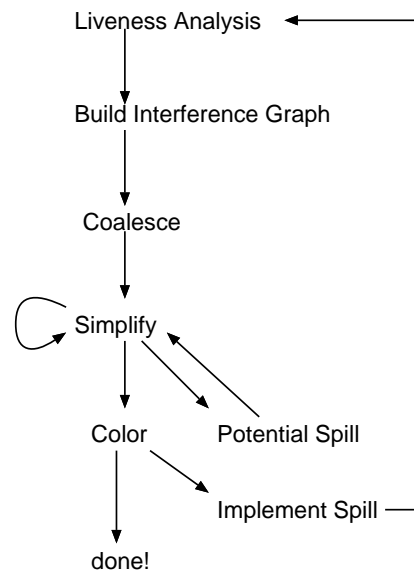 Liveness Analysis
Build Interference Graph
Coalesce
Simplify
Color
Potential Spill
Implement Spill
done!